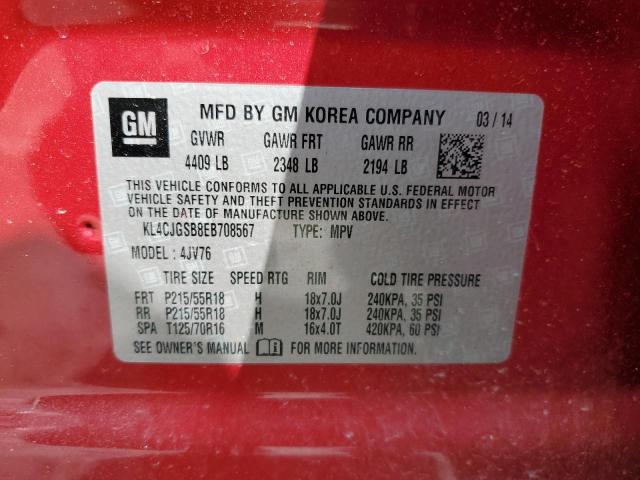 GM MFD BY GM KOREA COMPANY 03 / 14
GVWR GAWR FRT GAWR RR
4409 LB 2348 LB 2194 LB
THIS VEHICLE CONFORMS TO ALL APPLICABLE U.S. FEDERAL MOTOR
VEHICLE SAFETY AND THEFT PREVENTION STANDARDS IN EFFECT ON
THE DATE OF MANUFACTURE SHOWN ABOVE.
KL4CJGSB8EB708567 TYPE: MPV
MODEL : 4JV76
TIRE SIZE SPEED RTG RIM COLD TIRE PRESSURE
FRT P215/55R18 H 18x7.0J 240KPA, 35 PSI
RR P215/55R18 H 18x7.0J 240KPA, 35 PSI
SPA T125/70R16 M 16x4.0T 420KPA, 60 PSI
SEE OWNER'S MANUAL FOR MORE INFORMATION.